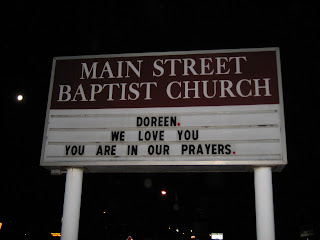 MAIN STREET
BAPTIST CHURCH
DOREEN.
WE LOVE YOU
YOU ARE IN OUR PRAYERS.